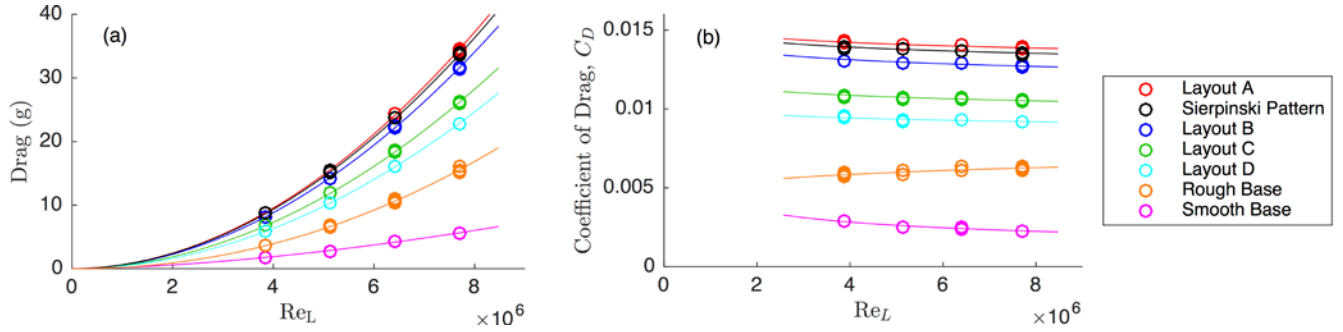 (a)
40
30
20
10
0
Drag (g)
0 2 4 6 8
Re_L
×10^6
(b)
0.015
0.01
0.005
0
Coefficient of Drag, C_D
0 2 4 6 8
Re_L
×10^6
Layout A
Sierpinski Pattern
Layout B
Layout C
Layout D
Rough Base
Smooth Base